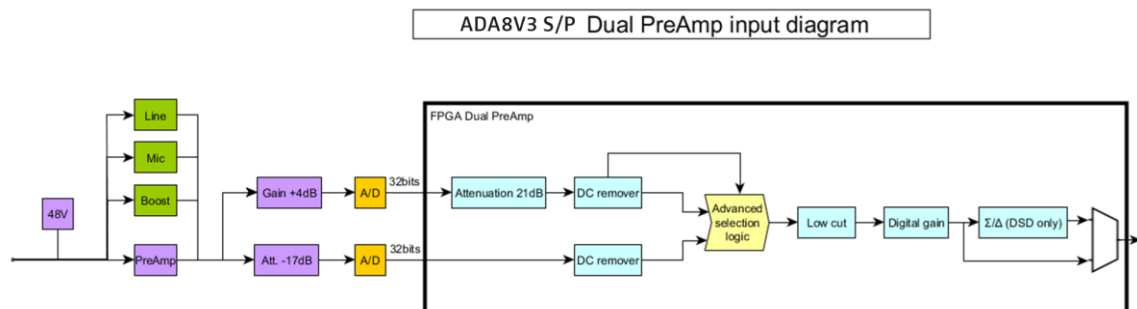 ADA8V3 S/P Dual PreAmp input diagram
FPGA Dual PreAmp
Line
Mic
Boost
48V
PreAmp
Gain +4dB
A/D
32bits
Attenuation 21dB
DC remover
Advanced
selection
logic
Low cut
Digital gain
Σ/Δ (DSD only)
Att. -17dB
A/D
32bits
DC remover